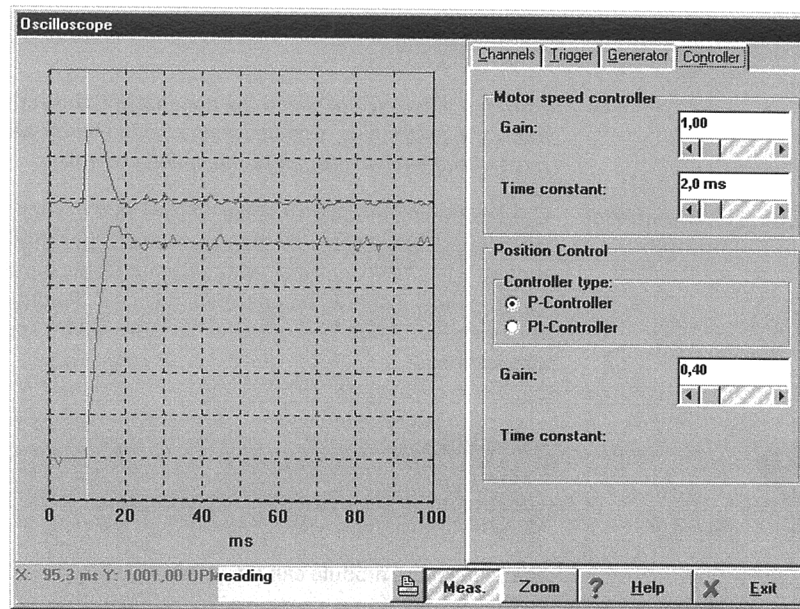 Oscilloscope
Channels Trigger Generator Controller
Motor speed controller
Gain: 1,00
Time constant: 2,0 ms
Position Control
Controller type:
P-Controller
PI-Controller
Gain: 0,40
Time constant:
0 20 40 60 80 100
ms
X: 95,3 ms Y: 1001,00 UPM reading Meas. Zoom ? Help Exit